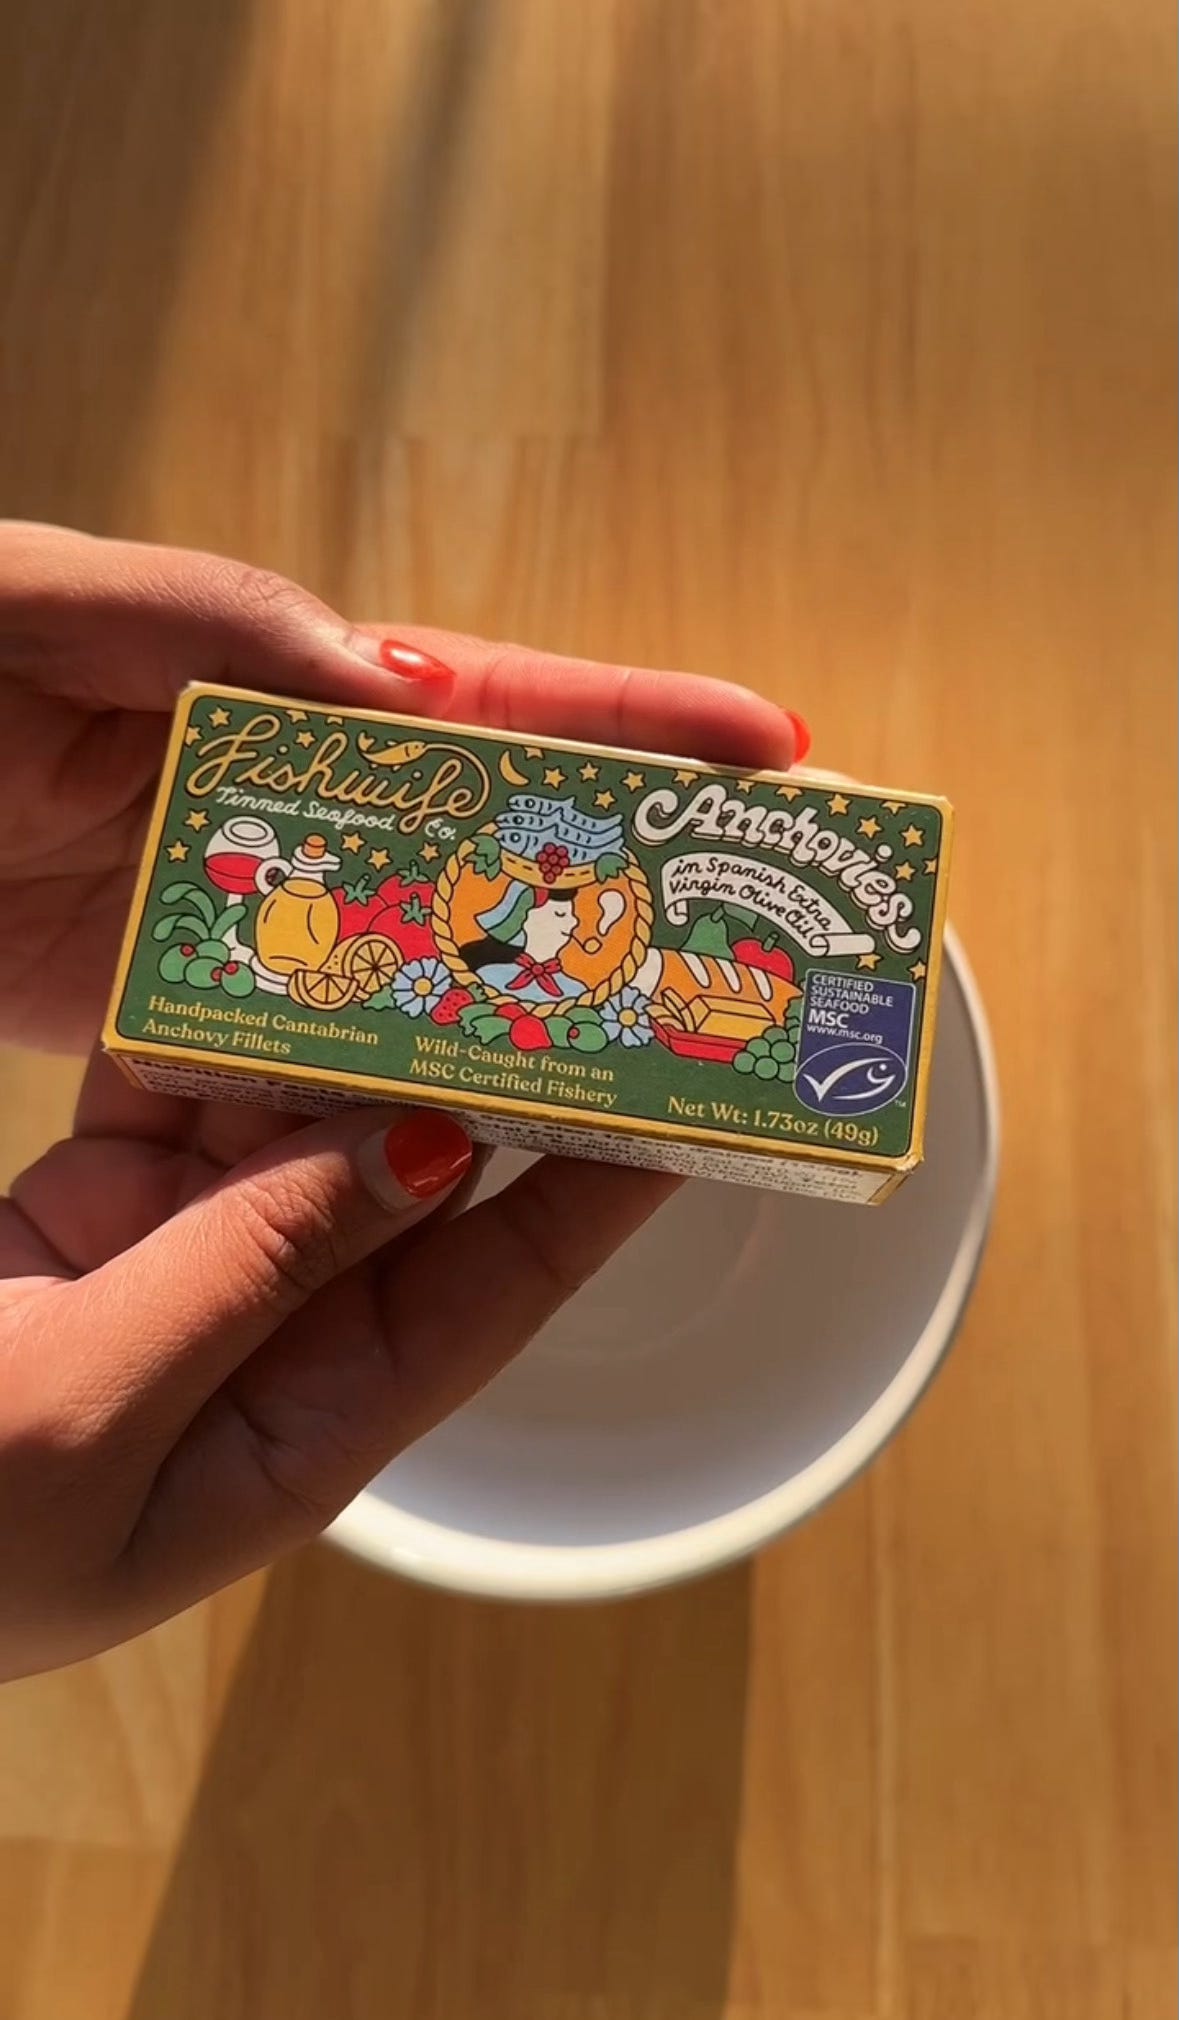 Fishwife
Tinned Seafood Co.
Anchovies
in Spanish Extra
Virgin Olive Oil
CERTIFIED
SUSTAINABLE
SEAFOOD
MSC
www.msc.org
™
Handpacked Cantabrian
Anchovy Fillets
Wild-Caught from an
MSC Certified Fishery
Net Wt: 1.73oz (49g)